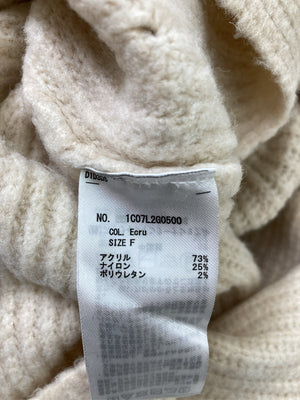 NO. 1C07L2G0500
COL. Ecru
SIZE F
アクリル 73%
ナイロン 25%
ポリウレタン 2%